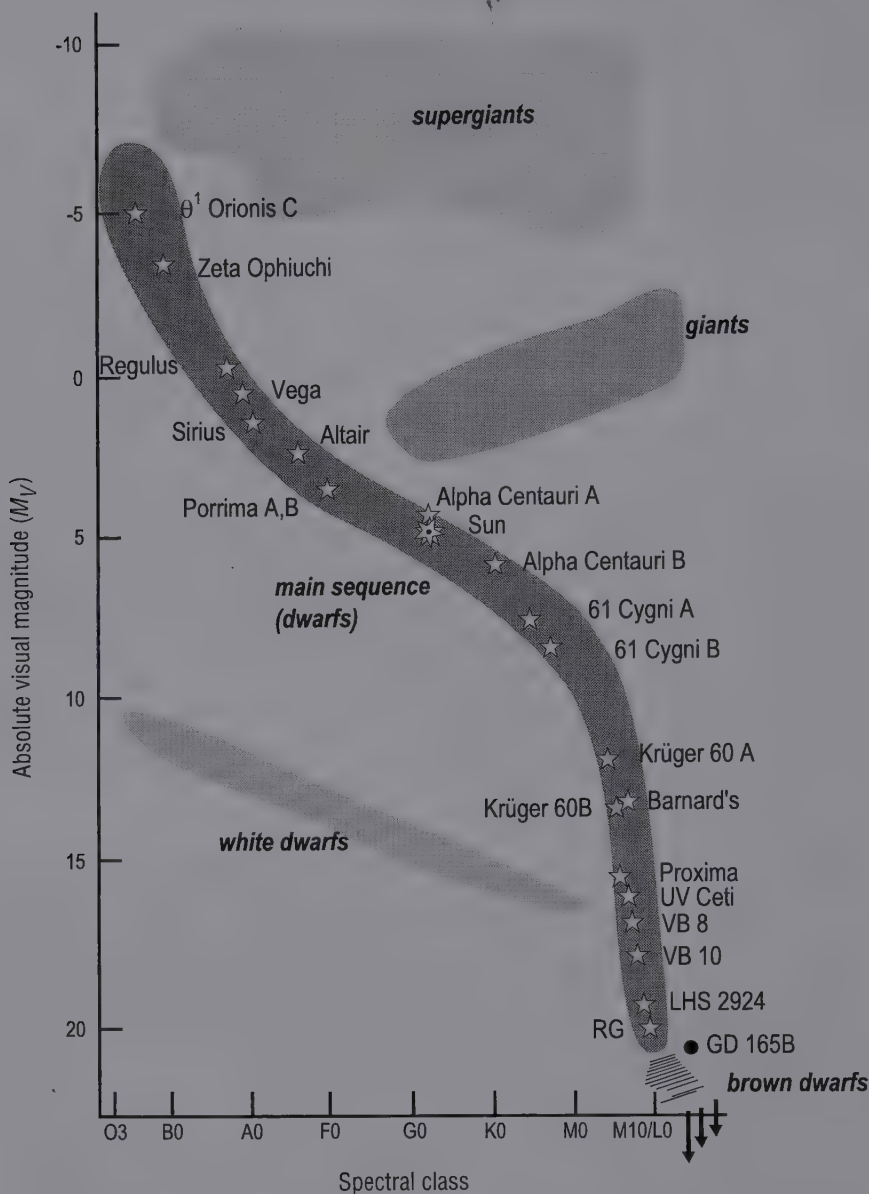 -10
supergiants
-5
θ¹ Orionis C
Zeta Ophiuchi
giants
Regulus
0
Vega
Sirius
Altair
Porrima A,B
Alpha Centauri A
Sun
5
Alpha Centauri B
main sequence
(dwarfs)
61 Cygni A
61 Cygni B
Absolute visual magnitude (MV)
10
Krüger 60 A
Krüger 60B
Barnard's
white dwarfs
15
Proxima
UV Ceti
VB 8
VB 10
LHS 2924
20
RG
GD 165B
brown dwarfs
O3 B0 A0 F0 G0 K0 M0 M10/L0
Spectral class